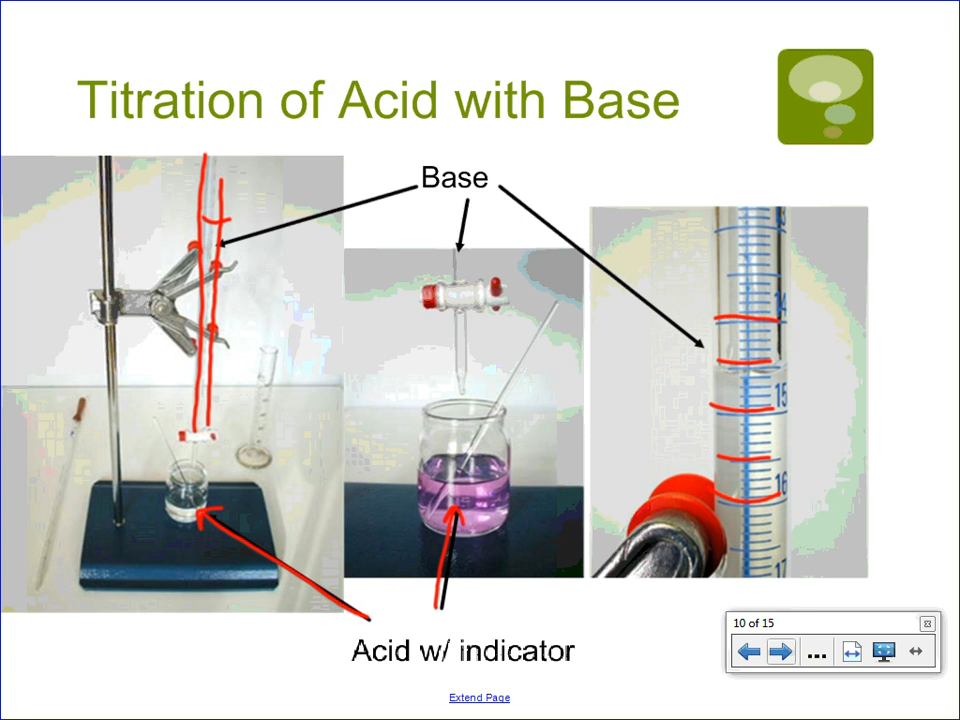 Titration of Acid with Base
Base
14
15
16
Acid w/ indicator
10 of 15
...
Extend Page